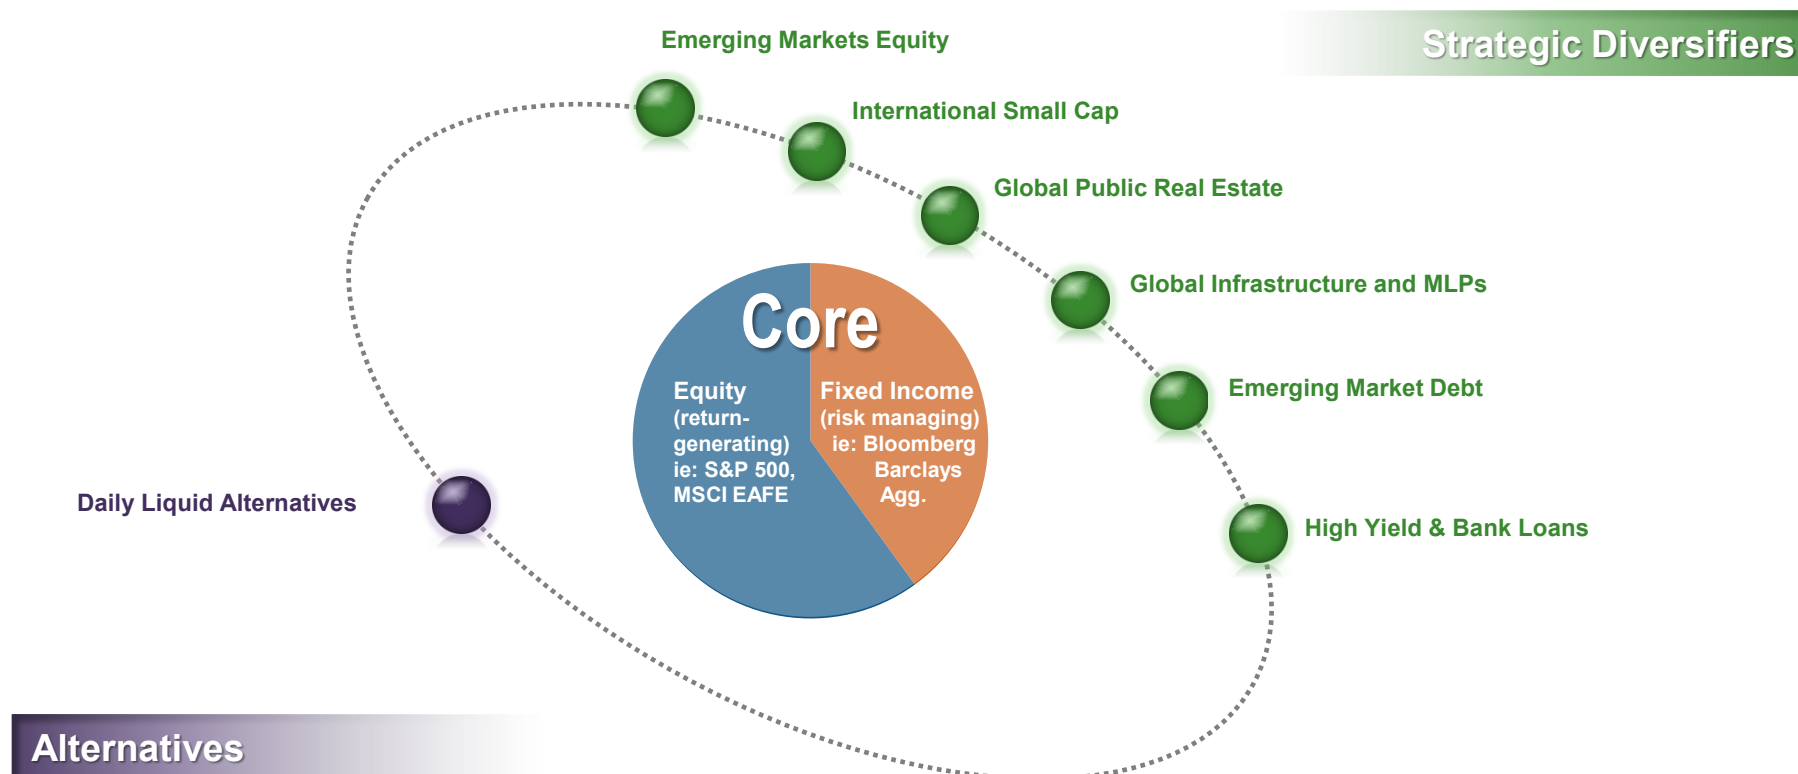 Strategic Diversifiers
Emerging Markets Equity
International Small Cap
Global Public Real Estate
Global Infrastructure and MLPs
Emerging Market Debt
High Yield & Bank Loans
Core
Equity
(return-
generating)
ie: S&P 500,
MSCI EAFE
Fixed Income
(risk managing)
ie: Bloomberg
Barclays
Agg.
Daily Liquid Alternatives
Alternatives